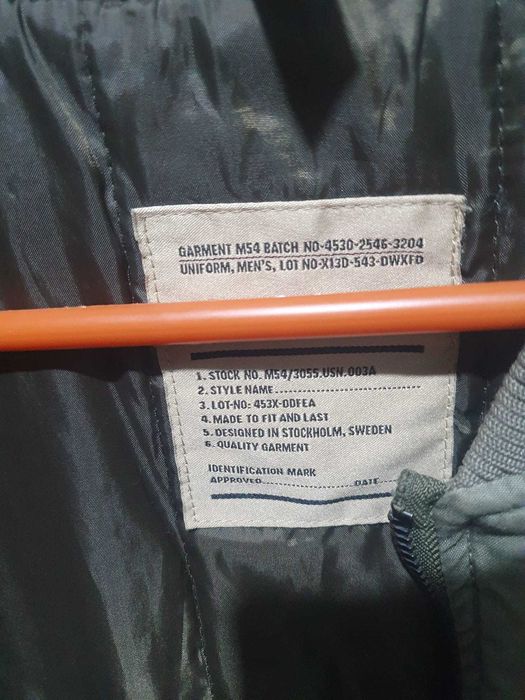 GARMENT M54 BATCH NO-4530-2546-3204
UNIFORM, MEN'S, LOT NO-X13D-543-DWXFD
1. STOCK NO. M54/3055.USN.003A
2. STYLE NAME
3. LOT-NO: 453X-DDFEA
4. MADE TO FIT AND LAST
5. DESIGNED IN STOCKHOLM, SWEDEN
6. QUALITY GARMENT
IDENTIFICATION MARK
APPROVED DATE